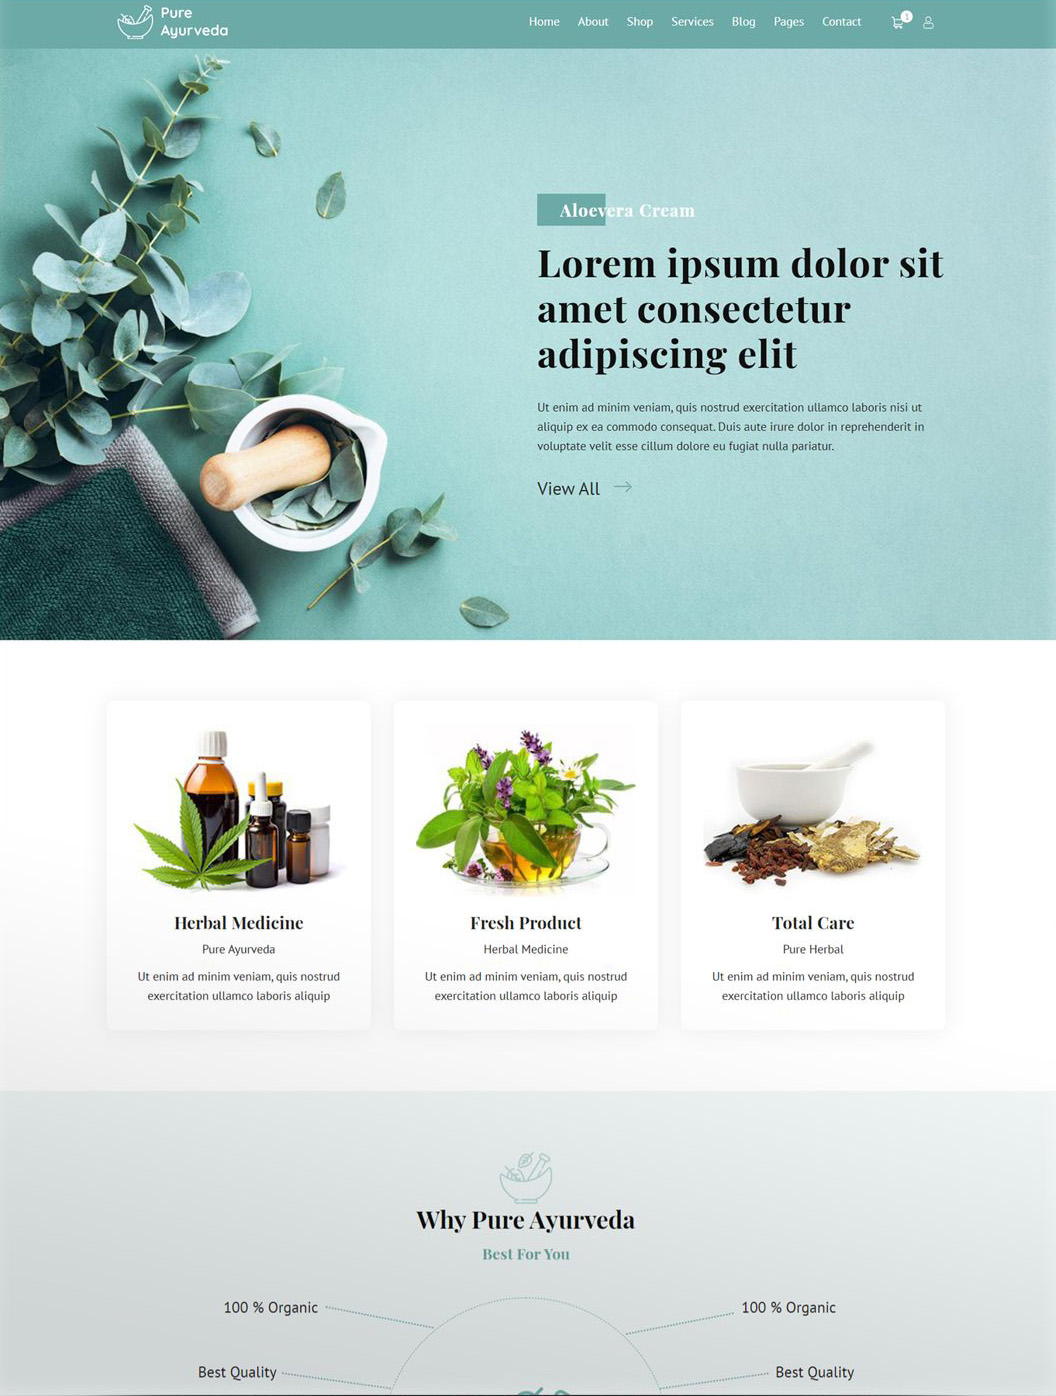 Pure
Ayurveda
Home About Shop Services Blog Pages Contact
1
Aloevera Cream
Lorem ipsum dolor sit
amet consectetur
adipiscing elit
Ut enim ad minim veniam, quis nostrud exercitation ullamco laboris nisi ut
aliquip ex ea commodo consequat. Duis aute irure dolor in reprehenderit in
voluptate velit esse cillum dolore eu fugiat nulla pariatur.
View All
Herbal Medicine
Pure Ayurveda
Ut enim ad minim veniam, quis nostrud
exercitation ullamco laboris aliquip
Fresh Product
Herbal Medicine
Ut enim ad minim veniam, quis nostrud
exercitation ullamco laboris aliquip
Total Care
Pure Herbal
Ut enim ad minim veniam, quis nostrud
exercitation ullamco laboris aliquip
Why Pure Ayurveda
Best For You
100 % Organic
100 % Organic
Best Quality
Best Quality